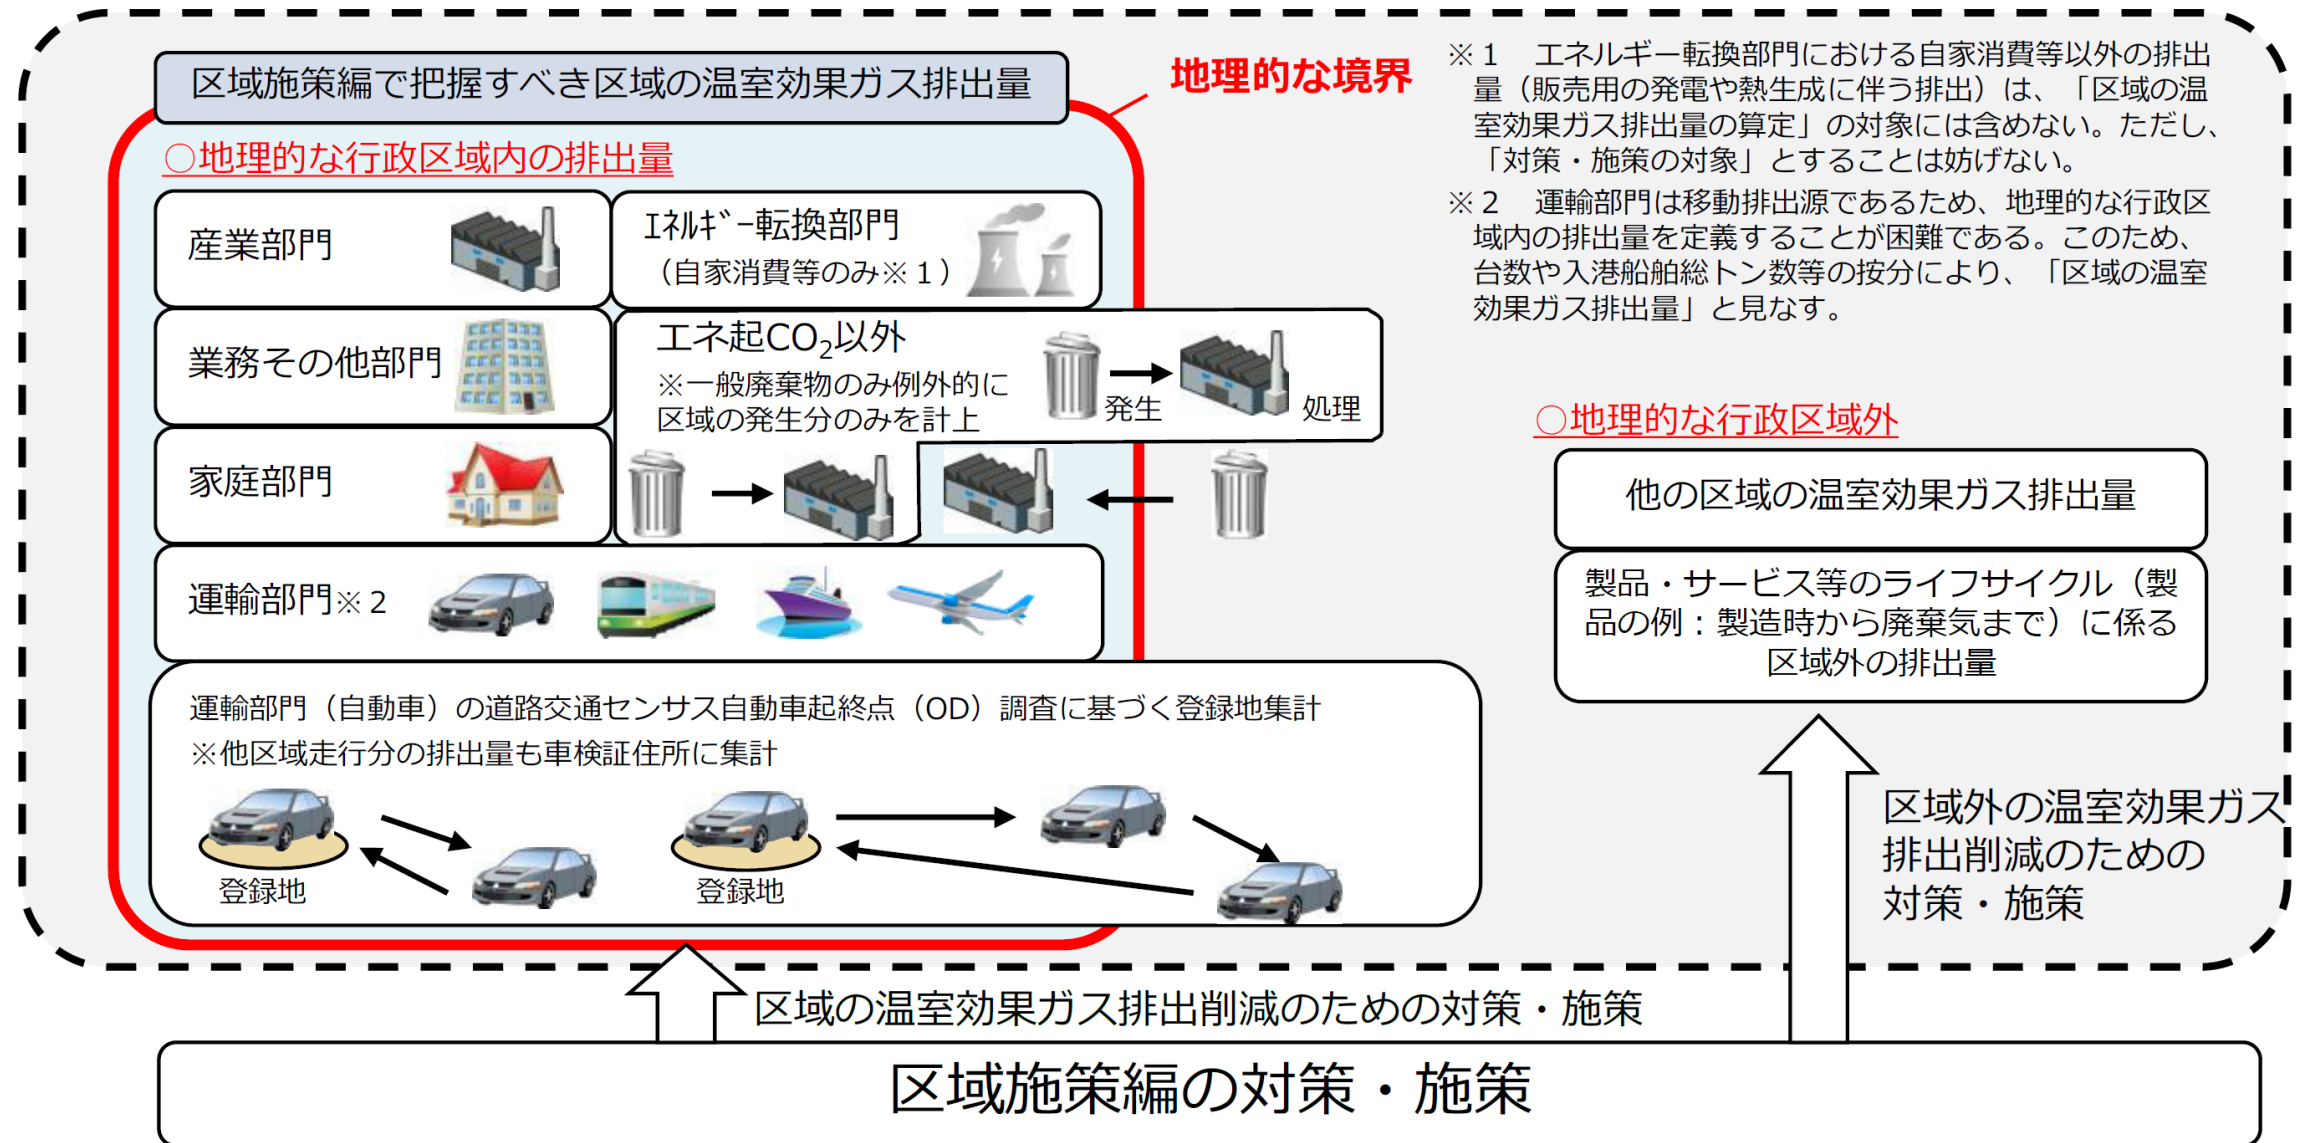 区域施策編で把握すべき区域の温室効果ガス排出量
地理的な境界
○地理的な行政区域内の排出量
産業部門
ｴﾈﾙｷﾞｰ転換部門
（自家消費等のみ※１）
業務その他部門
エネ起CO₂以外
※一般廃棄物のみ例外的に
区域の発生分のみを計上
発生
処理
家庭部門
運輸部門※２
運輸部門（自動車）の道路交通センサス自動車起終点（OD）調査に基づく登録地集計
※他区域走行分の排出量も車検証住所に集計
登録地
登録地
※１　エネルギー転換部門における自家消費等以外の排出
量（販売用の発電や熱生成に伴う排出）は、「区域の温
室効果ガス排出量の算定」の対象には含めない。ただし、
「対策・施策の対象」とすることは妨げない。
※２　運輸部門は移動排出源であるため、地理的な行政区
域内の排出量を定義することが困難である。このため、
台数や入港船舶総トン数等の按分により、「区域の温室
効果ガス排出量」と見なす。
○地理的な行政区域外
他の区域の温室効果ガス排出量
製品・サービス等のライフサイクル（製
品の例：製造時から廃棄気まで）に係る
区域外の排出量
区域外の温室効果ガス
排出削減のための
対策・施策
区域の温室効果ガス排出削減のための対策・施策
区域施策編の対策・施策